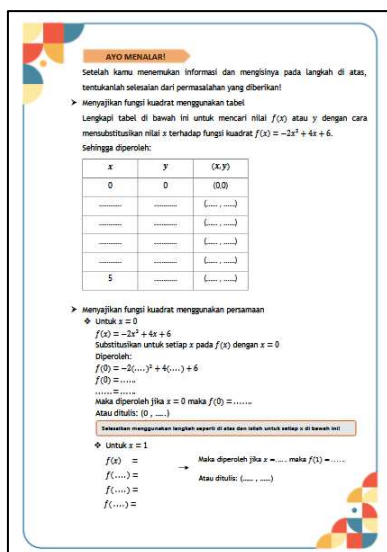 AYO MENALAR!
Setelah kamu menemukan informasi dan mengisinya pada langkah di atas,
tentukanlah selesaian dari permasalahan yang diberikan!
➤ Menyajikan fungsi kuadrat menggunakan tabel
Lengkapi tabel di bawah ini untuk mencari nilai f(x) atau y dengan cara
mensubstitusikan nilai x terhadap fungsi kuadrat f(x) = −2x² + 4x + 6.
Sehingga diperoleh:
x y (x,y)
0 0 (0,0)
............ ............ (...... , ......)
............ ............ (...... , ......)
............ ............ (...... , ......)
............ ............ (...... , ......)
5 ............ (...... , ......)
➤ Menyajikan fungsi kuadrat menggunakan persamaan
❖ Untuk x = 0
f(x) = −2x² + 4x + 6
Substitusikan untuk setiap x pada f(x) dengan x = 0
Diperoleh:
f(0) = −2(....)² + 4(....) + 6
f(0) = ......
...... = ......
Maka diperoleh jika x = 0 maka f(0) = .......
Atau ditulis: (0 , .....)
Selesaikan menggunakan langkah seperti di atas dan isilah untuk setiap x di bawah ini!
❖ Untuk x = 1
f(x) =
f(....) =
f(....) =
f(....) =
→
Maka diperoleh jika x = .... maka f(1) = .....
Atau ditulis: (...... , ......)